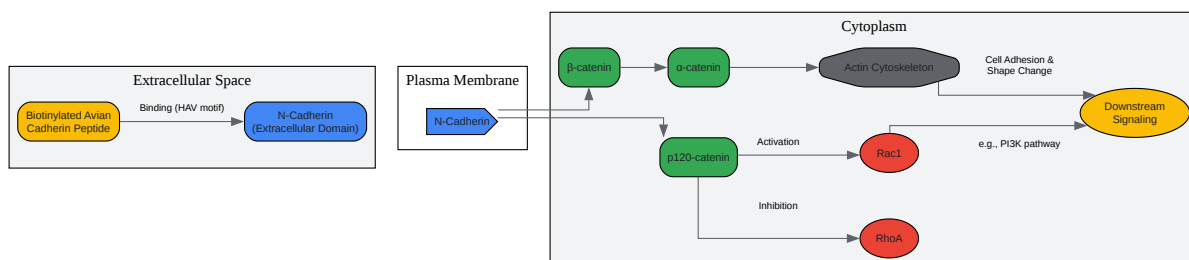 Extracellular Space
Biotinylated Avian
Cadherin Peptide
Binding (HAV motif)
N-Cadherin
(Extracellular Domain)
Plasma Membrane
N-Cadherin
Cytoplasm
β-catenin
α-catenin
Actin Cytoskeleton
Cell Adhesion &
Shape Change
Downstream
Signaling
p120-catenin
Activation
Rac1
e.g., PI3K pathway
Inhibition
RhoA